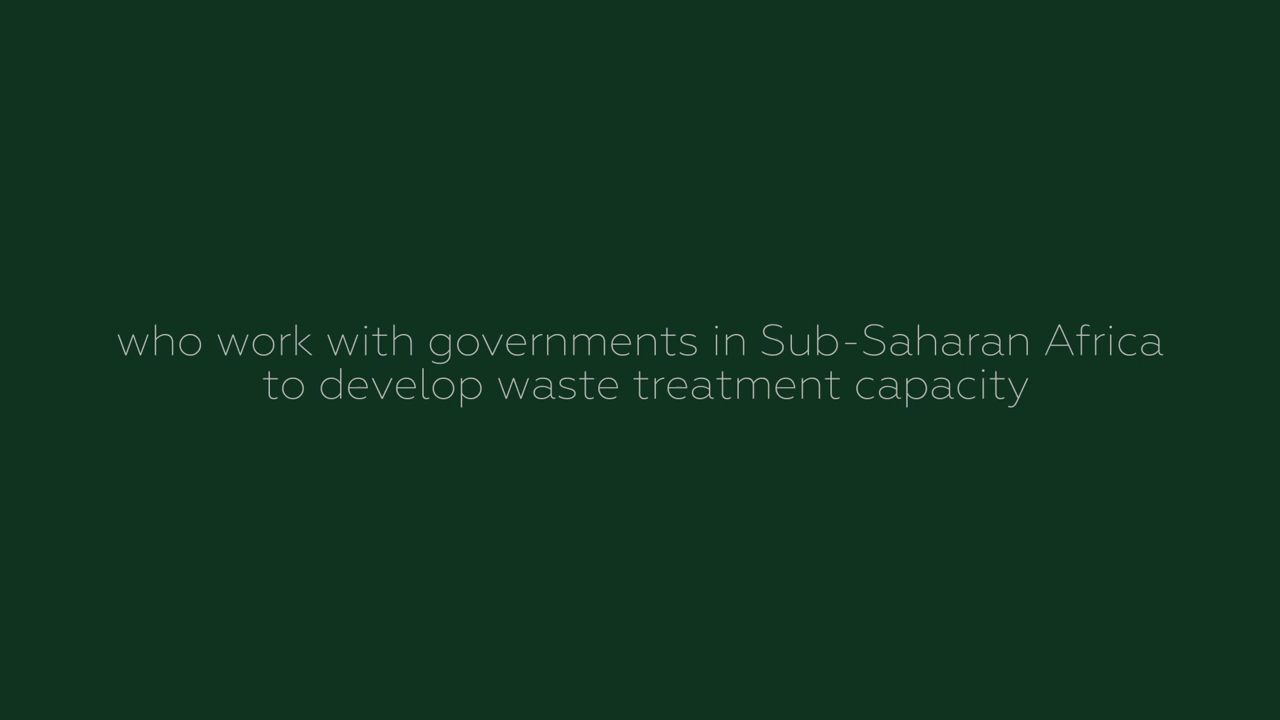 who work with governments in Sub-Saharan Africa
to develop waste treatment capacity